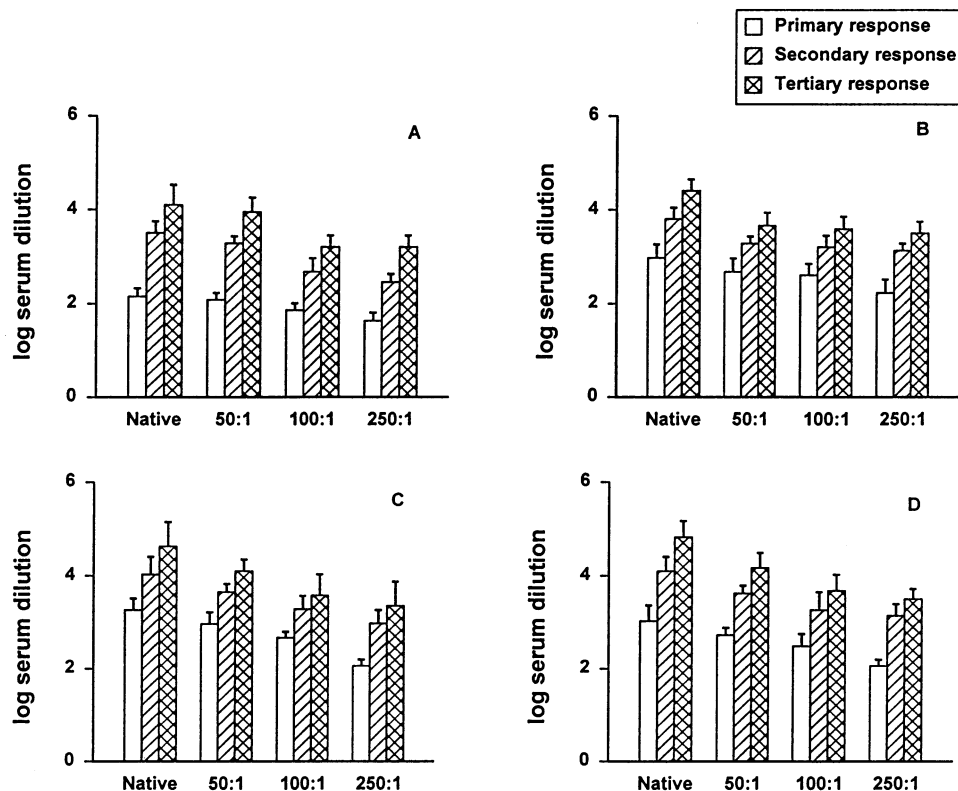 Primary response
Secondary response
Tertiary response
A
log serum dilution
6
4
2
0
Native 50:1 100:1 250:1
B
log serum dilution
6
4
2
0
Native 50:1 100:1 250:1
C
log serum dilution
6
4
2
0
Native 50:1 100:1 250:1
D
log serum dilution
6
4
2
0
Native 50:1 100:1 250:1